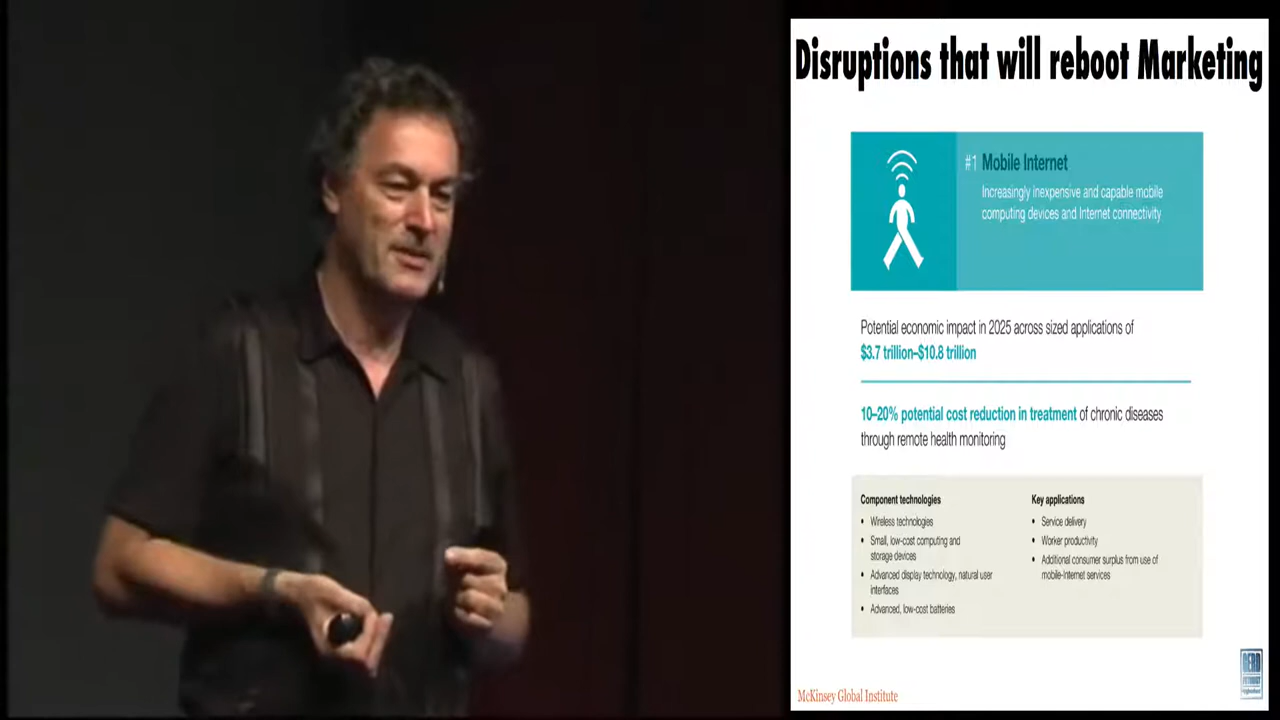 Disruptions that will reboot Marketing
#1 Mobile Internet
Increasingly inexpensive and capable mobile
computing devices and Internet connectivity
Potential economic impact in 2025 across sized applications of
$3.7 trillion–$10.8 trillion
10–20% potential cost reduction in treatment of chronic diseases
through remote health monitoring
Component technologies
• Wireless technologies
• Small, low-cost computing and
storage devices
• Advanced display technology, natural user
interfaces
• Advanced, low-cost batteries
Key applications
• Service delivery
• Worker productivity
• Additional consumer surplus from use of
mobile-Internet services
McKinsey Global Institute